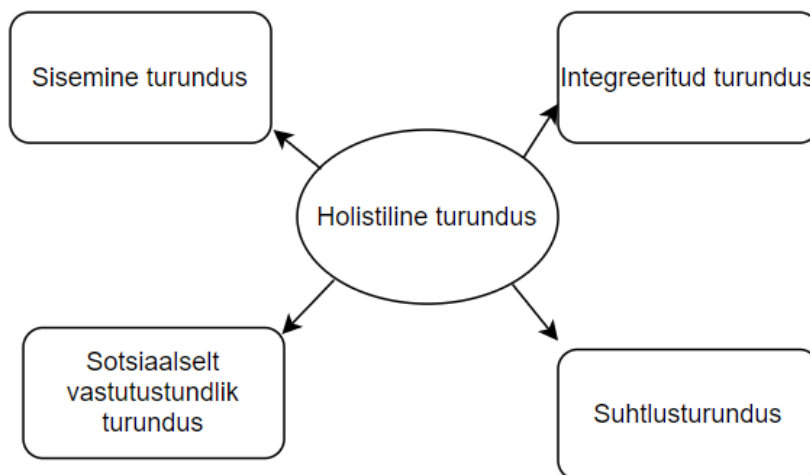 Sisemine turundus
Integreeritud turundus
Holistiline turundus
Sotsiaalselt
vastutustundlik
turundus
Suhtlusturundus